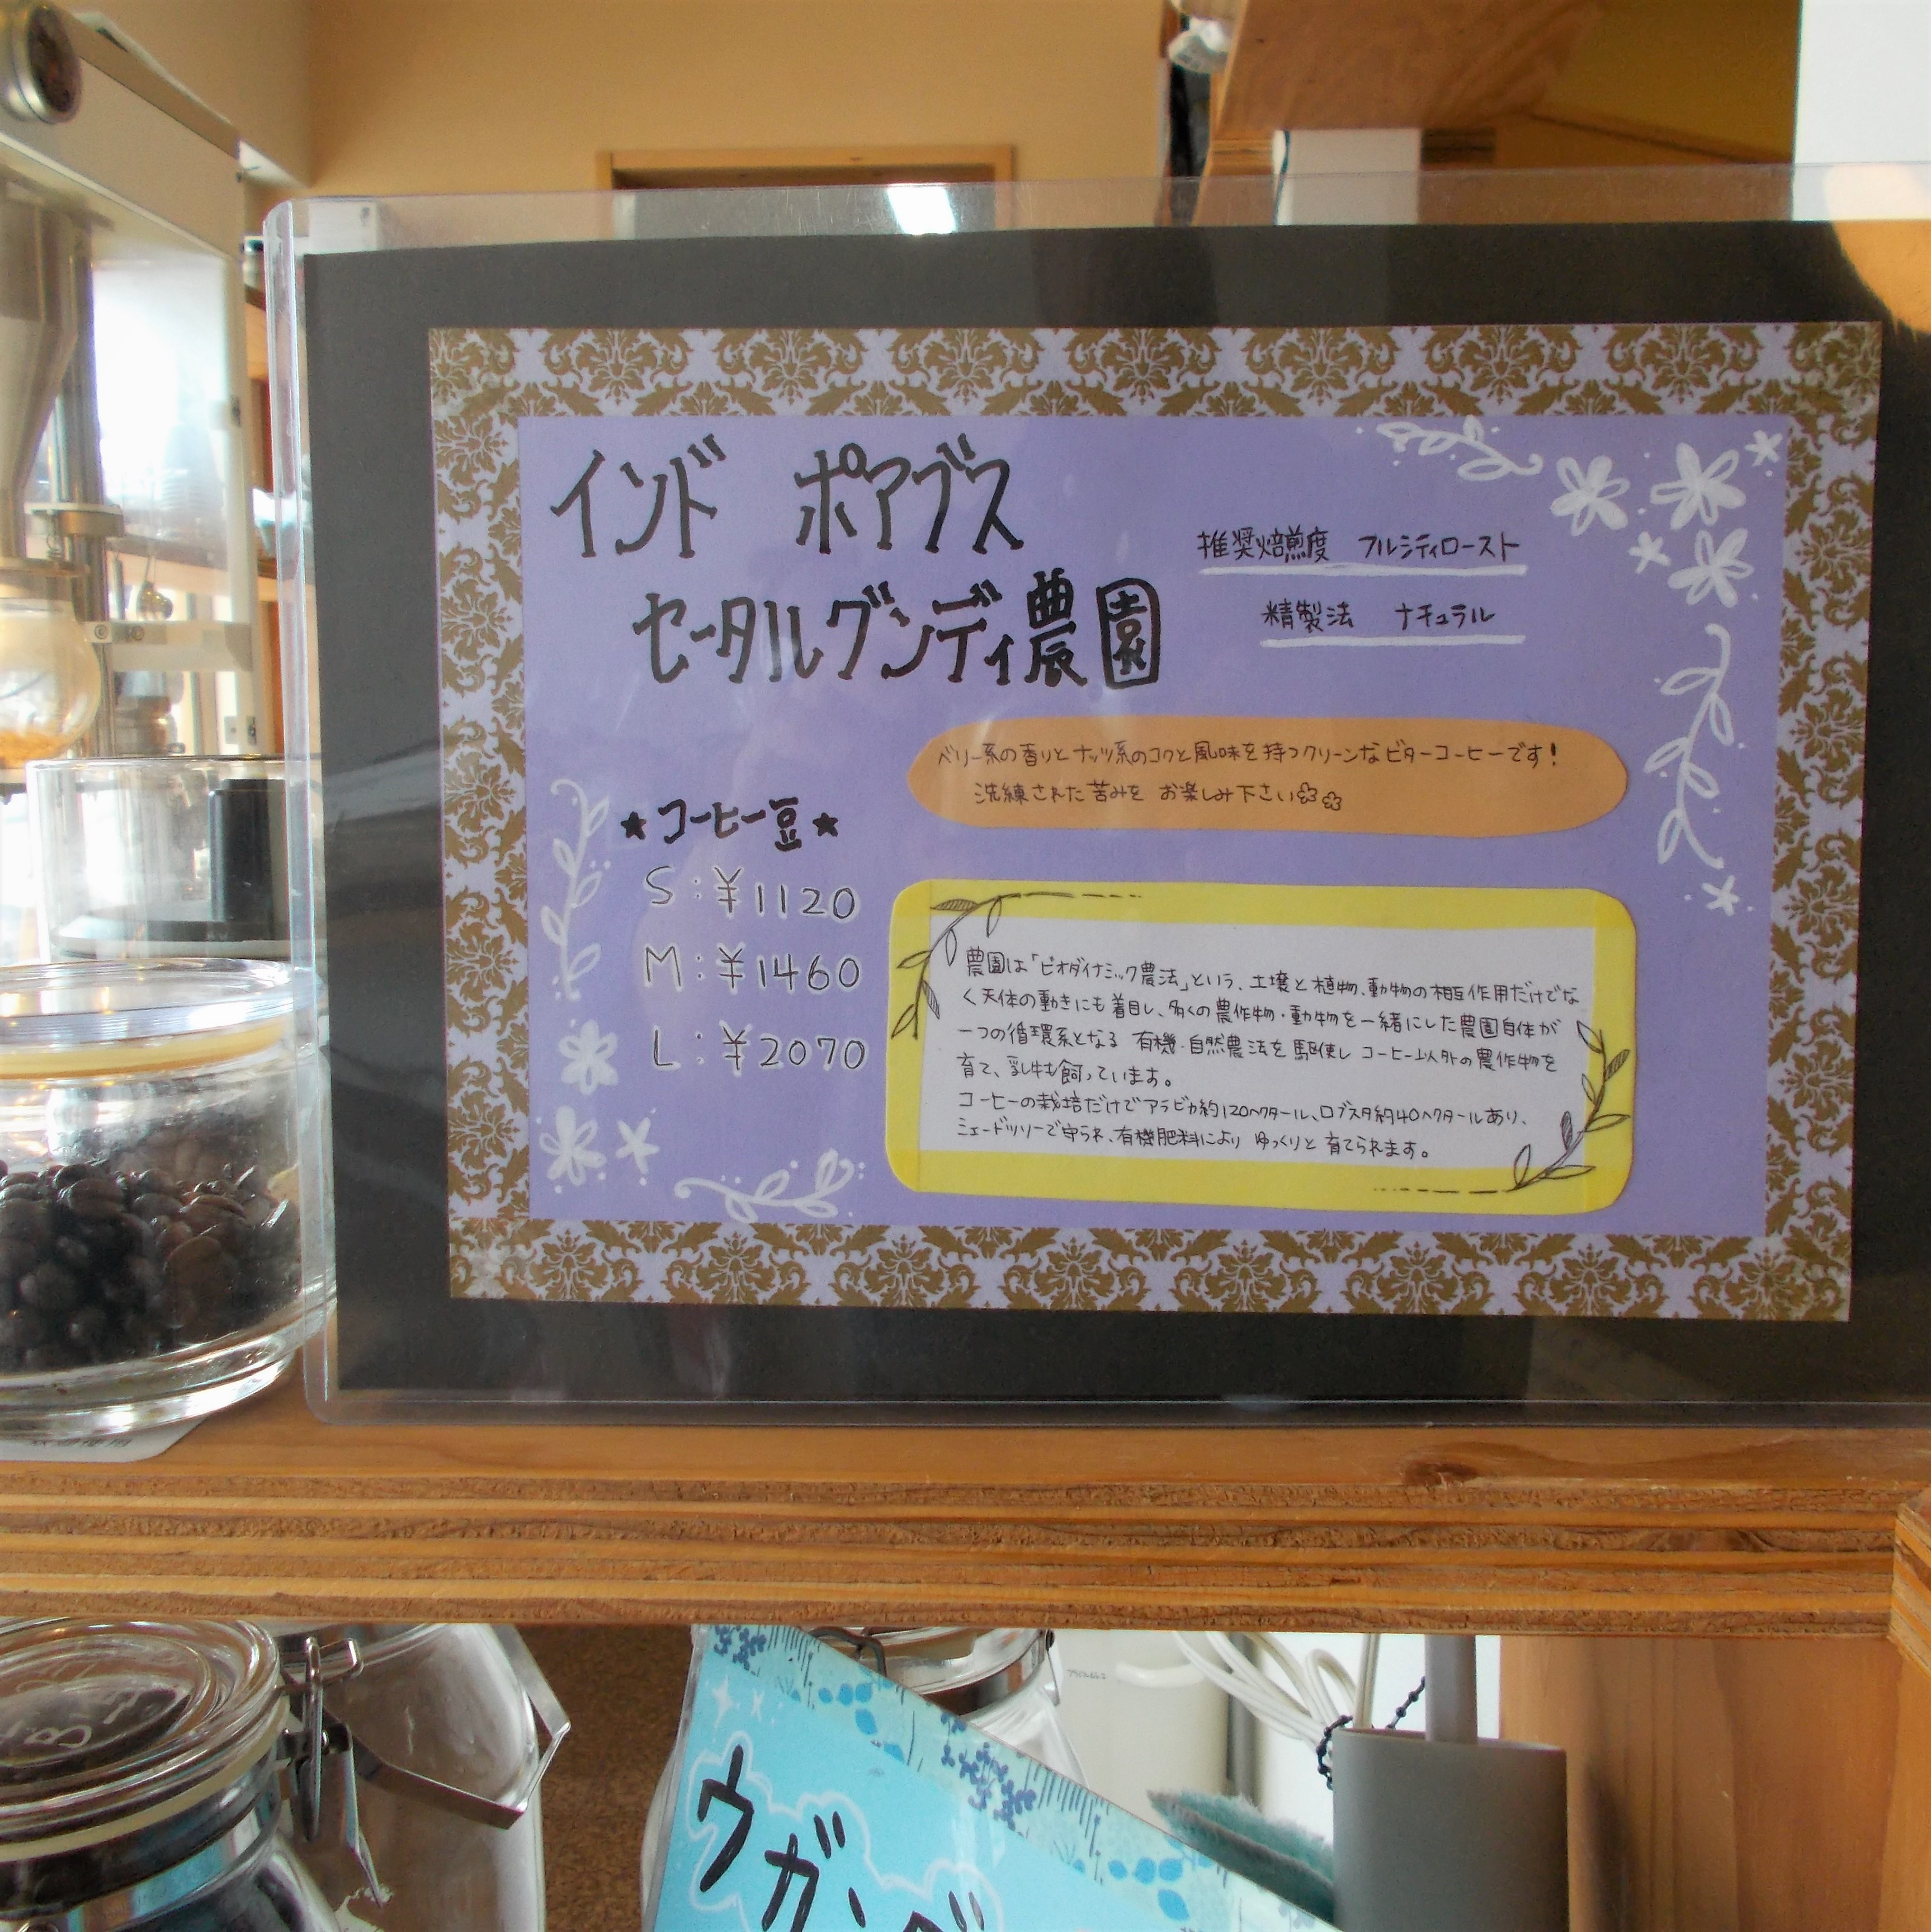 インド ポアブス
セータルグンディ農園
推奨焙煎度 フルシティロースト
精製法 ナチュラル
ベリー系の香りとナッツ系のコクと風味を持つクリーンなビターコーヒーです!
洗練された苦みを お楽しみ下さい
★コーヒー豆★
S:¥1120
M:¥1460
L:¥2070
農園は「ビオダイナミック農法」という、土壌と植物、動物の相互作用だけでな
く天体の動きにも着目し、多くの農作物・動物を一緒にした農園自体が
一つの循環系となる 有機・自然農法を駆使し コーヒー以外の農作物を
育て、乳牛も飼っています。
コーヒーの栽培だけでアラビカ約120ヘクタール、ロブスタ約40ヘクタールあり、
シェードツリーで守られ、有機肥料により ゆっくりと育てられます。
ウガンダ